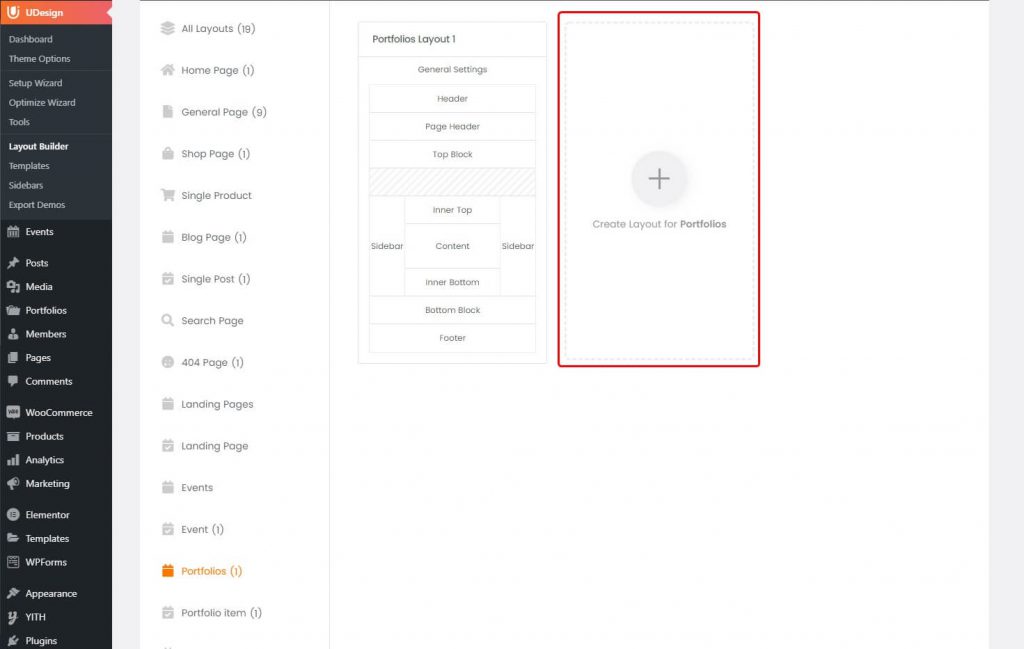 UDesign
Dashboard
Theme Options
Setup Wizard
Optimize Wizard
Tools
Layout Builder
Templates
Sidebars
Export Demos
Events
Posts
Media
Portfolios
Members
Pages
Comments
WooCommerce
Products
Analytics
Marketing
Elementor
Templates
WPForms
Appearance
YITH
Plugins
All Layouts (19)
Home Page (1)
General Page (9)
Shop Page (1)
Single Product
Blog Page (1)
Single Post (1)
Search Page
404 Page (1)
Landing Pages
Landing Page
Events
Event (1)
Portfolios (1)
Portfolio item (1)
Portfolios Layout 1
General Settings
Header
Page Header
Top Block
Inner Top
Sidebar Content Sidebar
Inner Bottom
Bottom Block
Footer
Create Layout for Portfolios